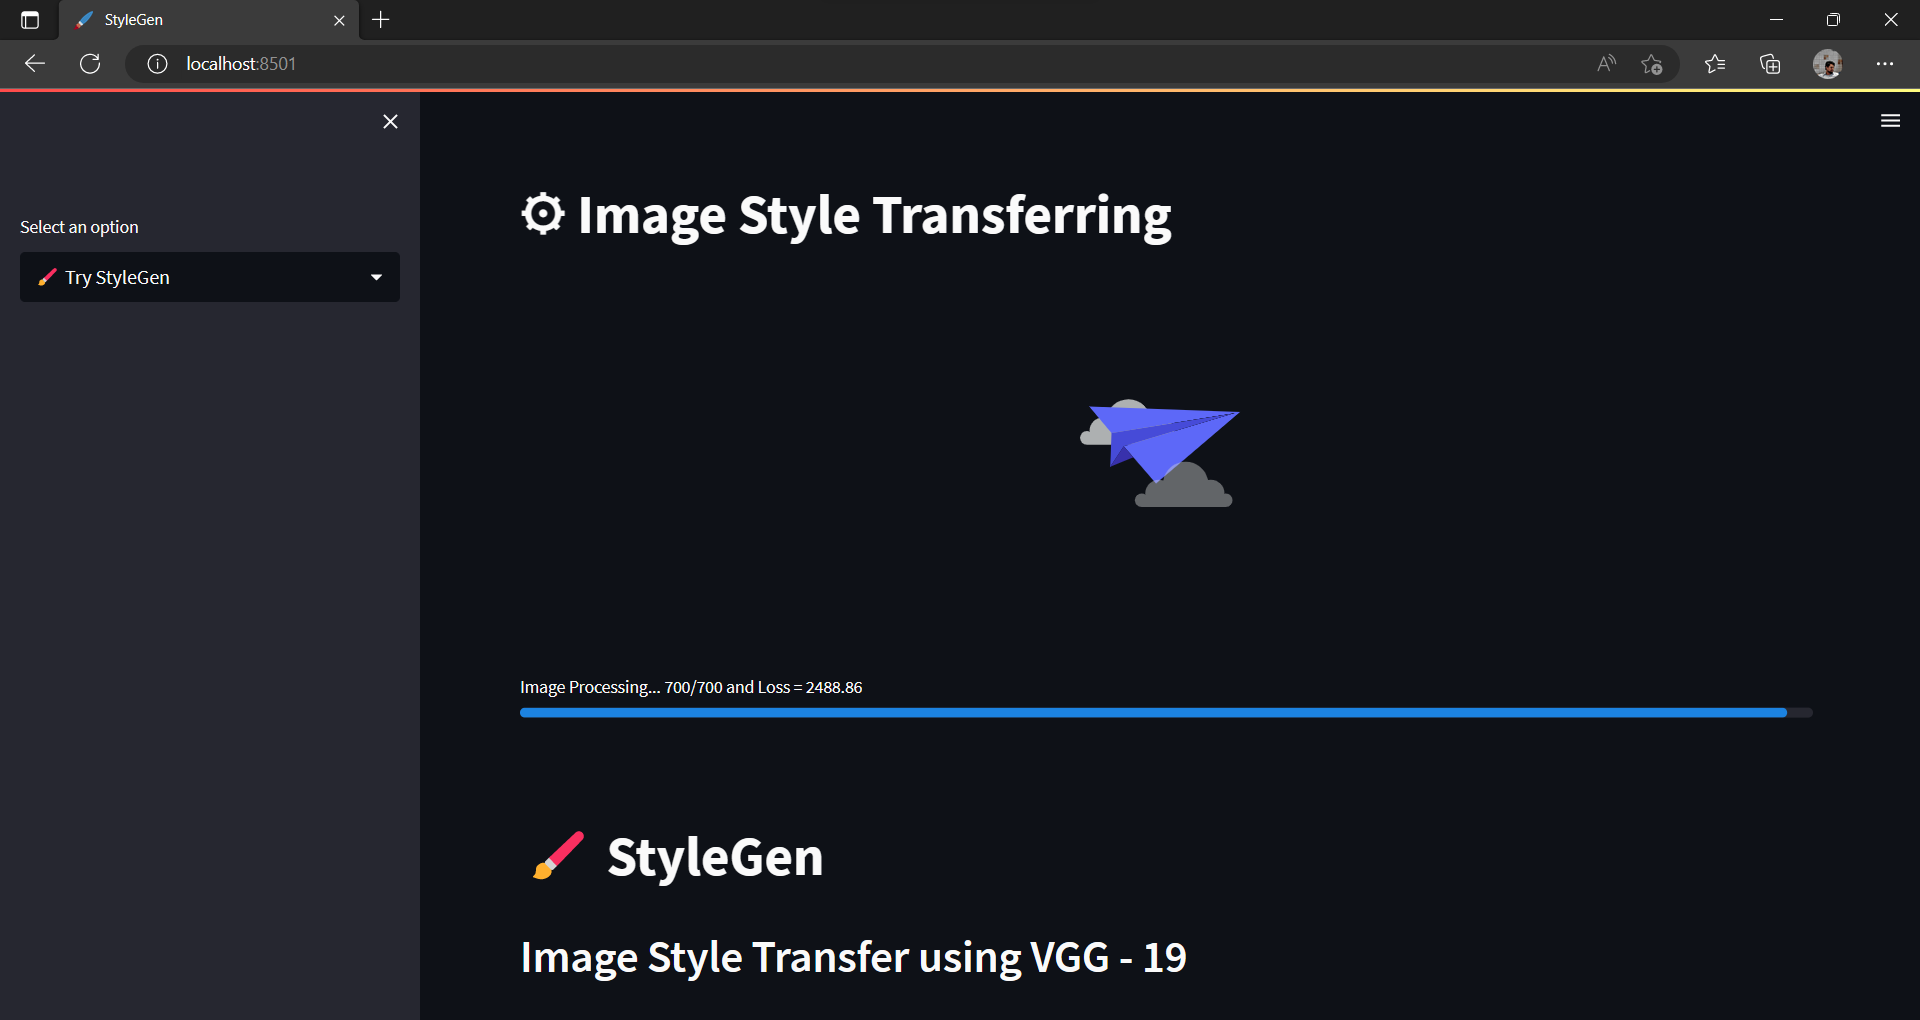 StyleGen
localhost:8501
Select an option
Try StyleGen
Image Style Transferring
Image Processing... 700/700 and Loss = 2488.86
StyleGen
Image Style Transfer using VGG - 19